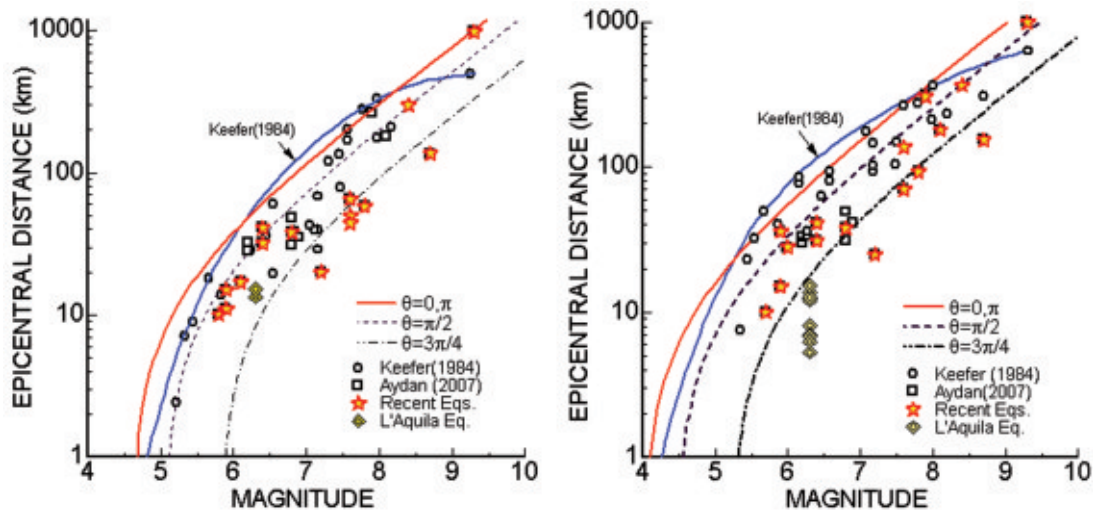 1000
100
10
1
EPICENTRAL DISTANCE (km)
Keefer(1984)
θ=0,π
θ=π/2
θ=3π/4
Keefer(1984)
Aydan (2007)
Recent Eqs.
L'Aquila Eq.
4 5 6 7 8 9 10
MAGNITUDE
1000
100
10
1
EPICENTRAL DISTANCE (km)
Keefer(1984)
θ=0,π
θ=π/2
θ=3π/4
Keefer (1984)
Aydan(2007)
Recent Eqs.
L'Aquila Eq.
4 5 6 7 8 9 10
MAGNITUDE